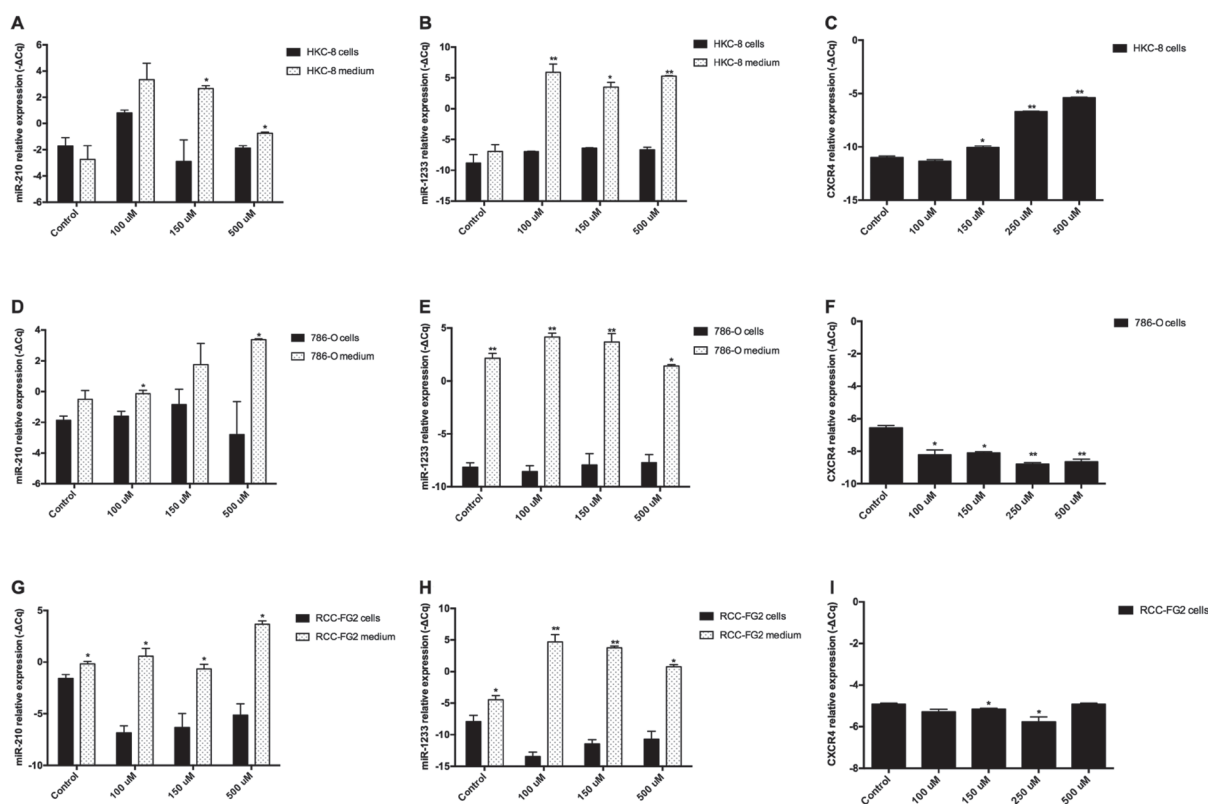 A
miR-210 relative expression (-ΔCq)
6
4
2
0
-2
-4
-6
*
*
Control
100 uM
150 uM
500 uM
HKC-8 cells
HKC-8 medium
B
miR-1233 relative expression (-ΔCq)
10
5
0
-5
-10
-15
**
*
**
Control
100 uM
150 uM
500 uM
HKC-8 cells
HKC-8 medium
C
CXCR4 relative expression (-ΔCq)
0
-5
-10
-15
*
**
**
Control
100 uM
150 uM
250 uM
500 uM
HKC-8 cells
D
miR-210 relative expression (-ΔCq)
4
2
0
-2
-4
-6
*
*
Control
100 uM
150 uM
500 uM
786-O cells
786-O medium
E
miR-1233 relative expression (-ΔCq)
5
0
-5
-10
**
**
**
*
Control
100 uM
150 uM
500 uM
786-O cells
786-O medium
F
CXCR4 relative expression (-ΔCq)
0
-2
-4
-6
-8
-10
*
*
**
**
Control
100 uM
150 uM
250 uM
500 uM
786-O cells
G
miR-210 relative expression (-ΔCq)
5
0
-5
-10
*
*
*
*
Control
100 uM
150 uM
500 uM
RCC-FG2 cells
RCC-FG2 medium
H
miR-1233 relative expression (-ΔCq)
10
5
0
-5
-10
-15
*
**
**
*
Control
100 uM
150 uM
500 uM
RCC-FG2 cells
RCC-FG2 medium
I
CXCR4 relative expression (-ΔCq)
0
-2
-4
-6
-8
*
*
Control
100 uM
150 uM
250 uM
500 uM
RCC-FG2 cells